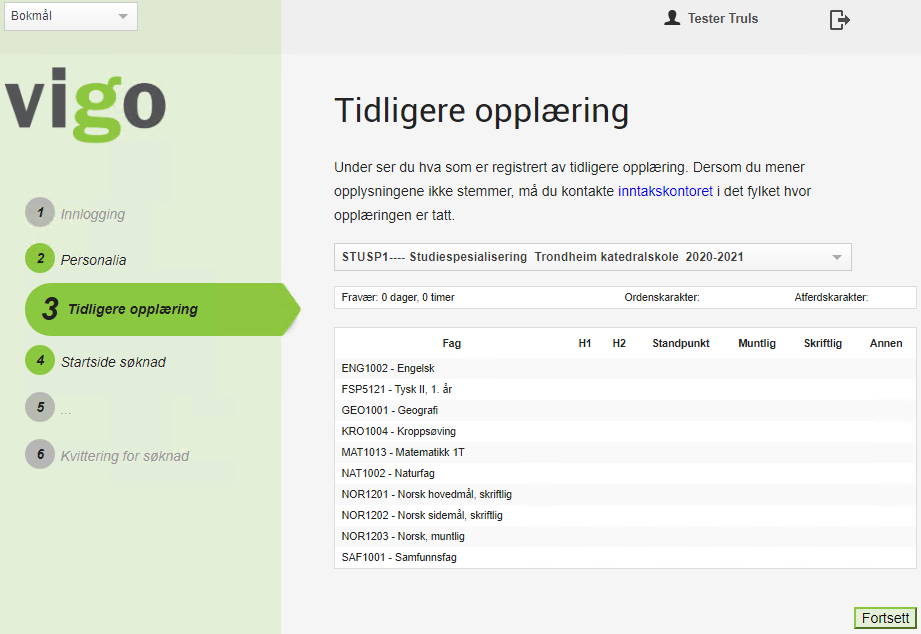 Bokmål
Tester Truls
vigo
1 Innlogging
2 Personalia
3 Tidligere opplæring
4 Startside søknad
5 ...
6 Kvittering for søknad
Tidligere opplæring
Under ser du hva som er registrert av tidligere opplæring. Dersom du mener
opplysningene ikke stemmer, må du kontakte inntakskontoret i det fylket hvor
opplæringen er tatt.
STUSP1---- Studiespesialisering Trondheim katedralskole 2020-2021
Fravær: 0 dager, 0 timer Ordenskarakter: Atferdskarakter:
Fag H1 H2 Standpunkt Muntlig Skriftlig Annen
ENG1002 - Engelsk
FSP5121 - Tysk II, 1. år
GEO1001 - Geografi
KRO1004 - Kroppsøving
MAT1013 - Matematikk 1T
NAT1002 - Naturfag
NOR1201 - Norsk hovedmål, skriftlig
NOR1202 - Norsk sidemål, skriftlig
NOR1203 - Norsk, muntlig
SAF1001 - Samfunnsfag
Fortsett